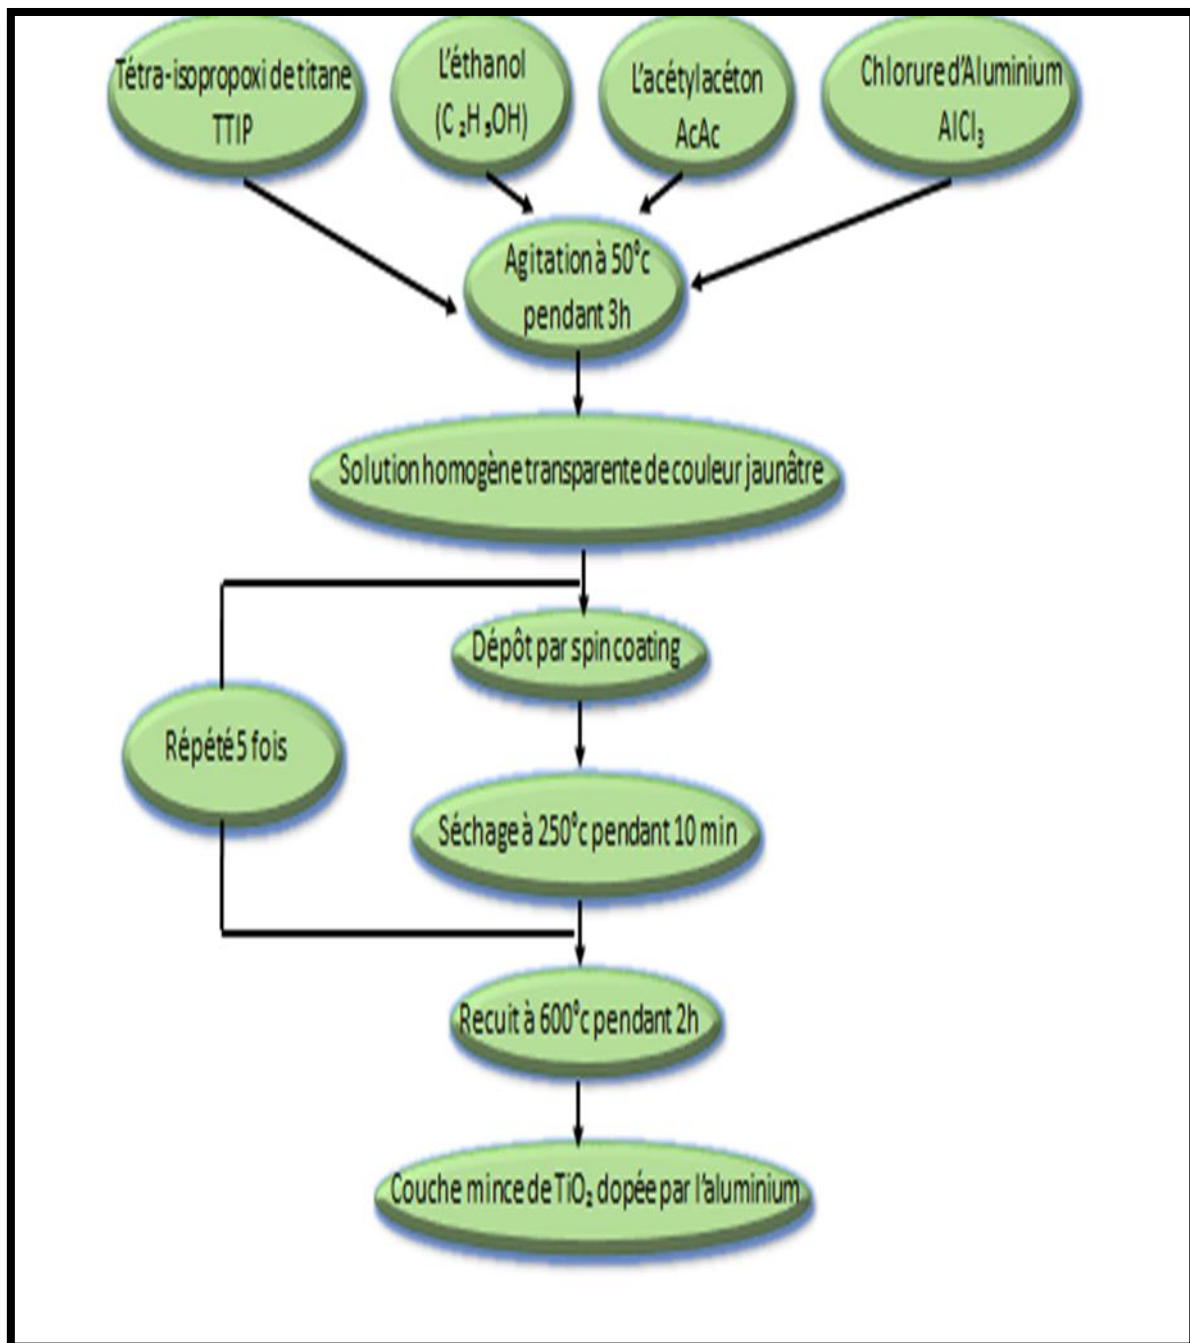 Tétra-isopropoxi de titane
TTIP
L'éthanol
(C₂H₅OH)
L'acétylacéton
AcAc
Chlorure d'Aluminium
AlCl₃
Agitation à 50°c
pendant 3h
Solution homogène transparente de couleur jaunâtre
Dépôt par spin coating
Répété 5 fois
Séchage à 250°c pendant 10 min
Recuit à 600°c pendant 2h
Couche mince de TiO₂ dopée par l'aluminium